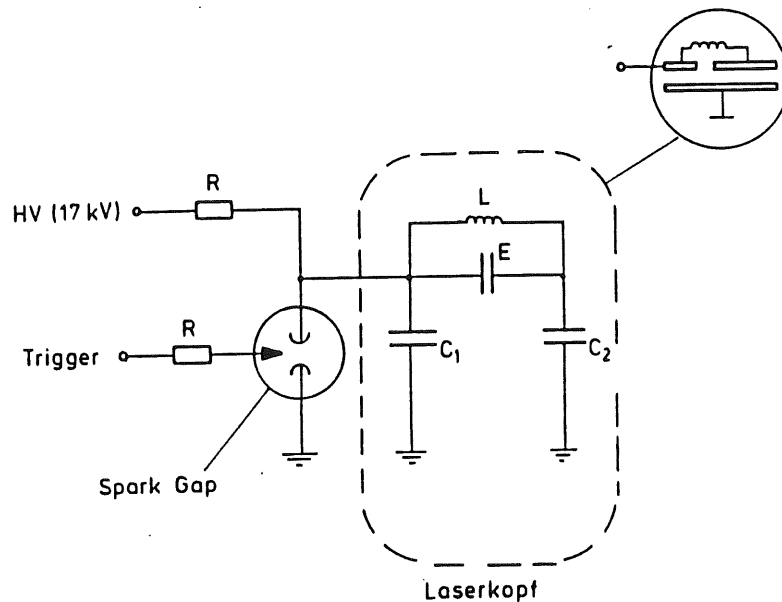 R
HV (17 kV)
L
E
R
Trigger
C₁
C₂
Spark Gap
Laserkopf